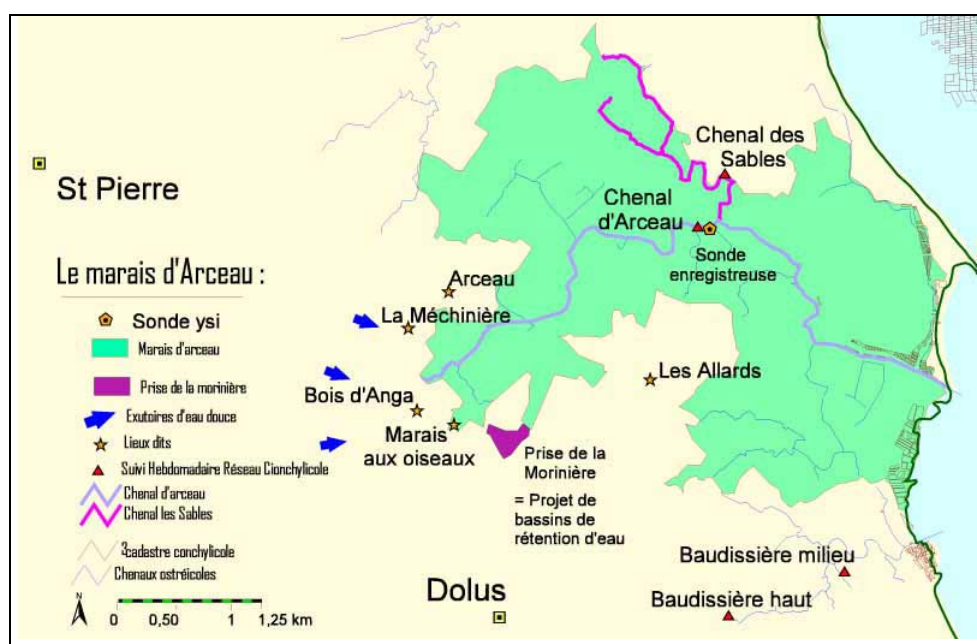 Chenal des
Sables
St Pierre
Chenal
d'Arceau
Sonde
enregistreuse
Le marais d'Arceau :
Arceau
La Méchinière
Sonde ysi
Marais d'arceau
Les Allards
Prise de la morinière
Bois d'Anga
Exutoires d'eau douce
Marais
aux oiseaux
Lieux dits
Prise de la
Morinière
Suivi Hebdomadaire Réseau Cionchylicole
= Projet de
bassins de
rétention d'eau
Chenal d'arceau
Chenal les Sables
3cadastre conchylicole
Chenaux ostréicoles
Baudissière milieu
N
0 0,50 1 1,25 km
Dolus
Baudissière haut